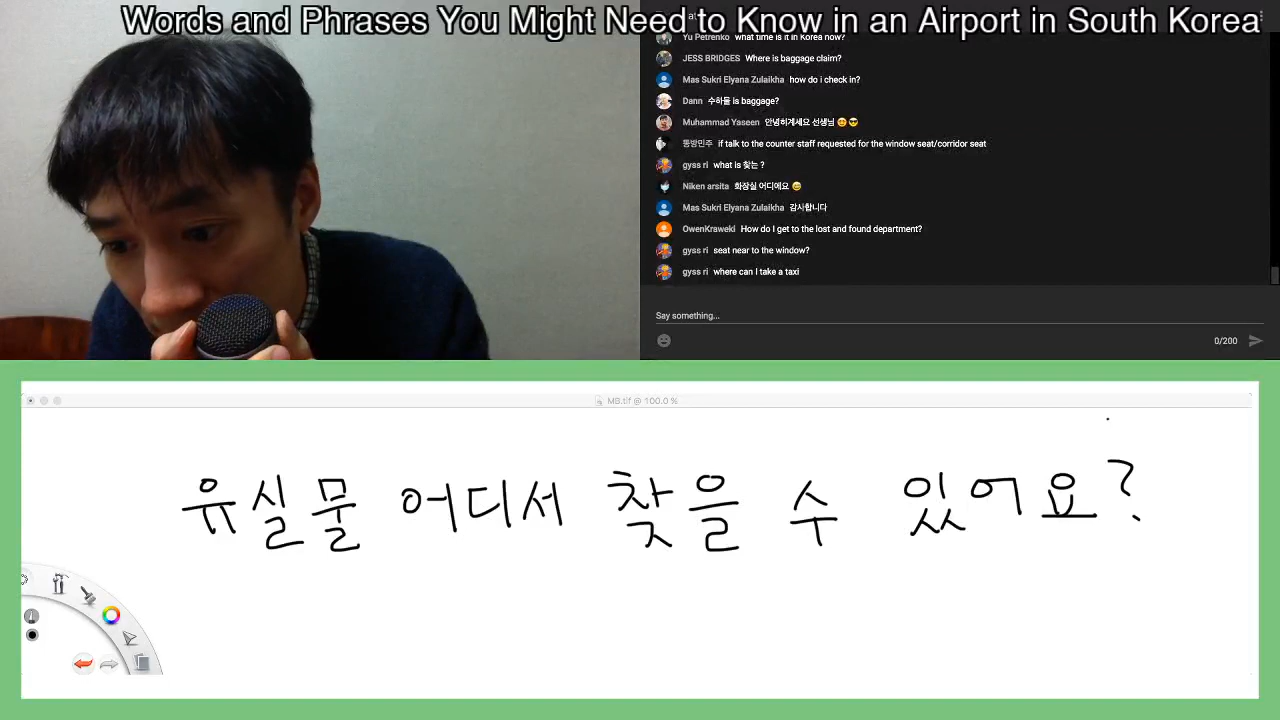 Words and Phrases You Might Need to Know in an Airport in South Korea
Yu Petrenko what time is it in Korea now?
JESS BRIDGES Where is baggage claim?
Mas Sukri Elyana Zulaikha how do i check in?
Dann 수하물 is baggage?
Muhammad Yaseen 안녕히계세요 선생님 😊😎
통방민주 if talk to the counter staff requested for the window seat/corridor seat
gyss ri what is 찾는 ?
Niken arsita 화장실 어디에요 😅
Mas Sukri Elyana Zulaikha 감사합니다
OwenKraweki How do I get to the lost and found department?
gyss ri seat near to the window?
gyss ri where can I take a taxi
Say something...
0/200
MB.tif @ 100.0 %
유실물 어디서 찾을 수 있어요?